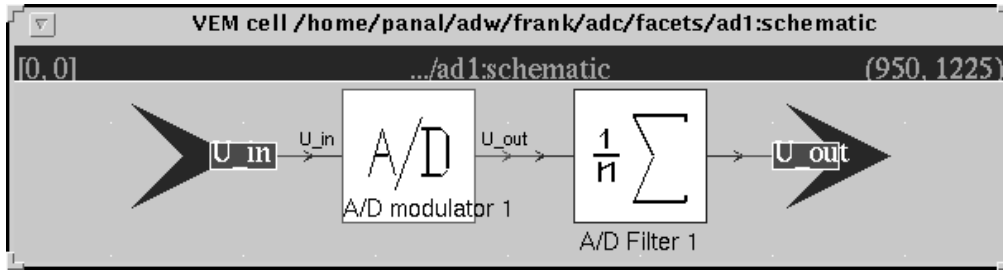 VEM cell /home/panal/adw/frank/adc/facets/ad1:schematic
[0, 0] .../ad1:schematic (950, 1225)
U_in U_in A/D U_out 1/n ∑ U_out
A/D modulator 1
A/D Filter 1